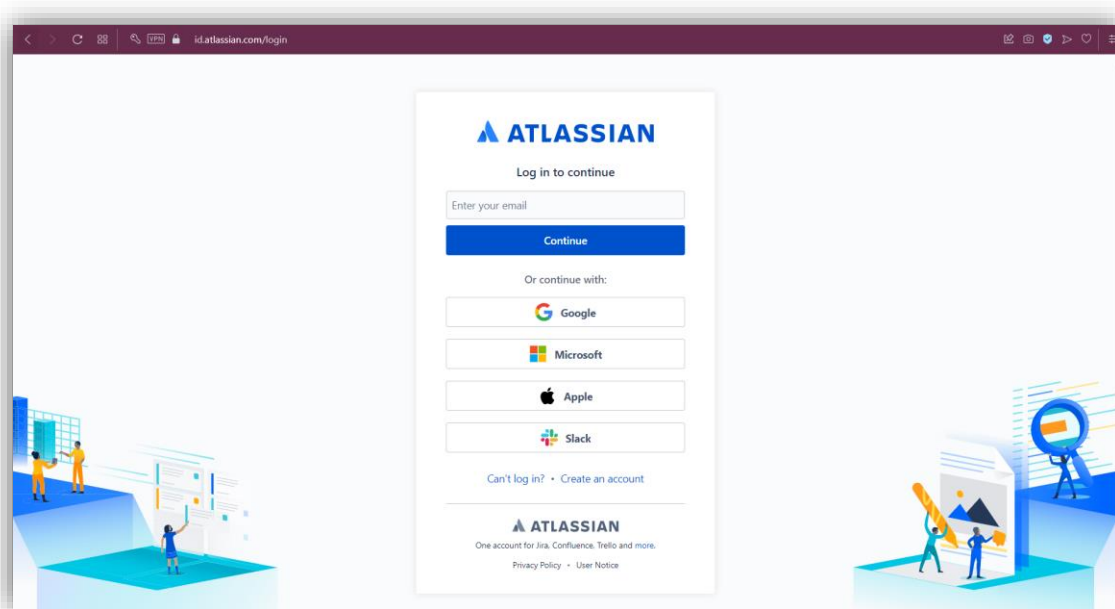 VPN id.atlassian.com/login
ATLASSIAN
Log in to continue
Enter your email
Continue
Or continue with:
Google
Microsoft
Apple
Slack
Can't log in? • Create an account
ATLASSIAN
One account for Jira, Confluence, Trello and more.
Privacy Policy • User Notice